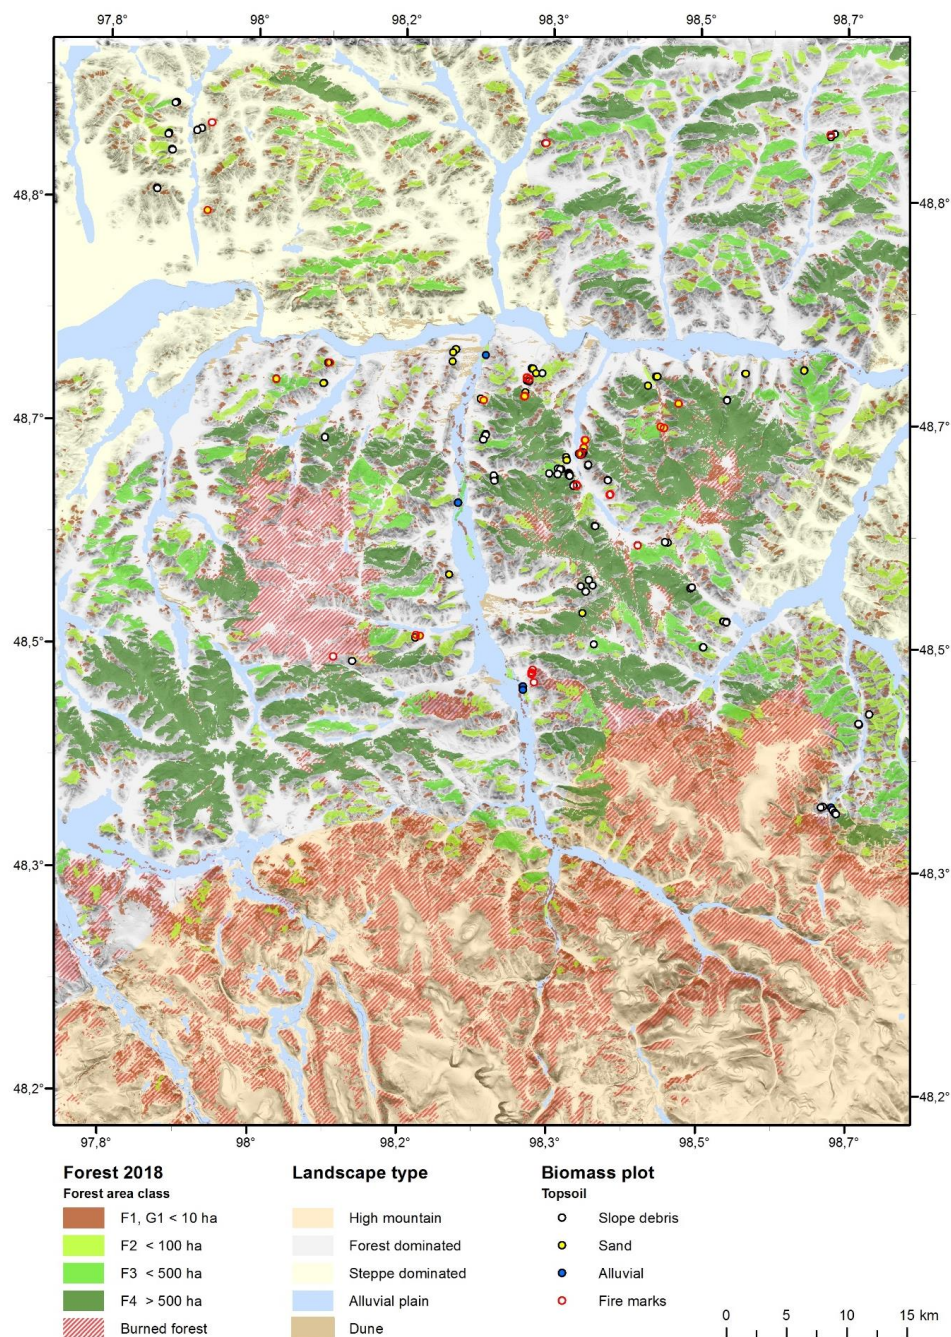 97,8° 98° 98,2° 98,3° 98,5° 98,7°
48,8° 48,8°
48,7° 48,7°
48,5° 48,5°
48,3° 48,3°
48,2° 48,2°
97,8° 98° 98,2° 98,3° 98,5° 98,7°
Forest 2018
Forest area class
F1, G1 < 10 ha
F2 < 100 ha
F3 < 500 ha
F4 > 500 ha
Burned forest
Landscape type
High mountain
Forest dominated
Steppe dominated
Alluvial plain
Dune
Biomass plot
Topsoil
Slope debris
Sand
Alluvial
Fire marks
0 5 10 15 km